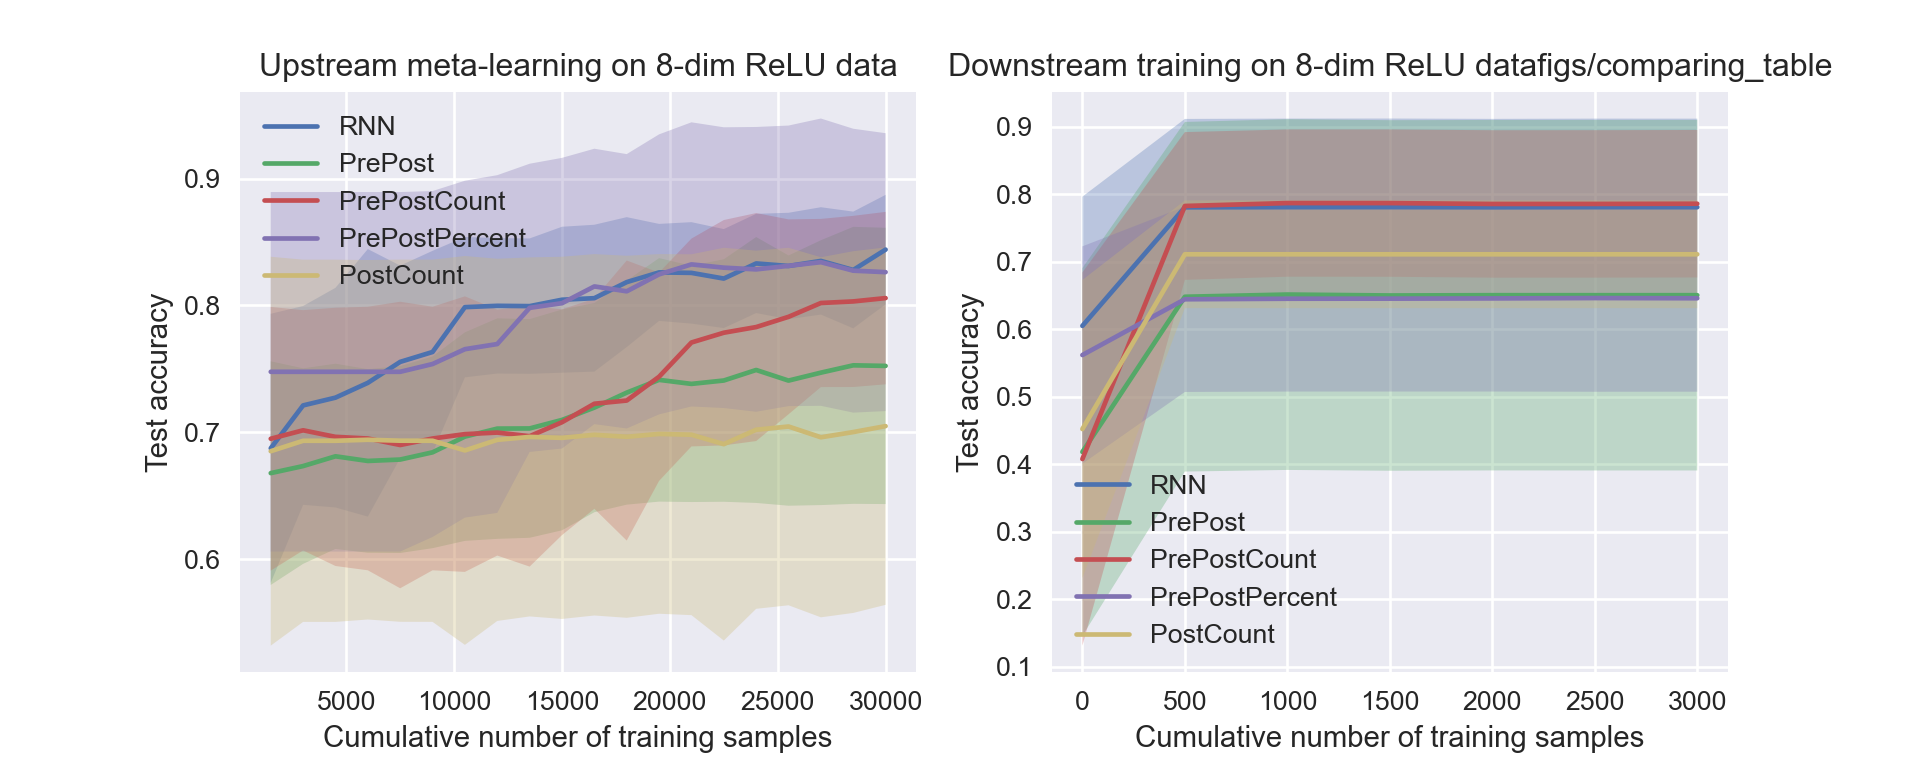 Upstream meta-learning on 8-dim ReLU data
RNN
PrePost
PrePostCount
PrePostPercent
PostCount
0.9
0.8
0.7
0.6
Test accuracy
5000 10000 15000 20000 25000 30000
Cumulative number of training samples
Downstream training on 8-dim ReLU datafigs/comparing_table
0.9
0.8
0.7
0.6
0.5
0.4
0.3
0.2
0.1
Test accuracy
RNN
PrePost
PrePostCount
PrePostPercent
PostCount
0 500 1000 1500 2000 2500 3000
Cumulative number of training samples